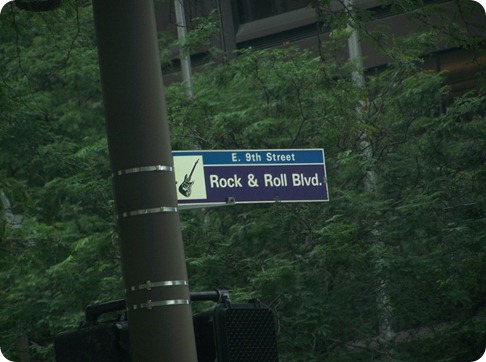 E. 9th Street
Rock & Roll Blvd.